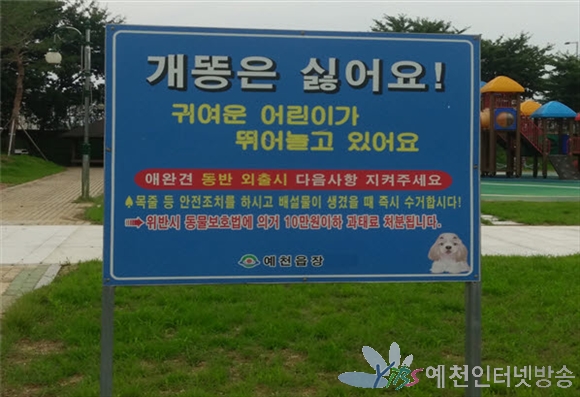 개똥은 싫어요!
귀여운 어린이가
뛰어놀고 있어요
애완견 동반 외출시 다음사항 지켜주세요
♠목줄 등 안전조치를 하시고 배설물이 생겼을 때 즉시 수거합시다!
➡위반시 동물보호법에 의거 10만원이하 과태료 처분됩니다.
예천읍장
KYIBS예천인터넷방송